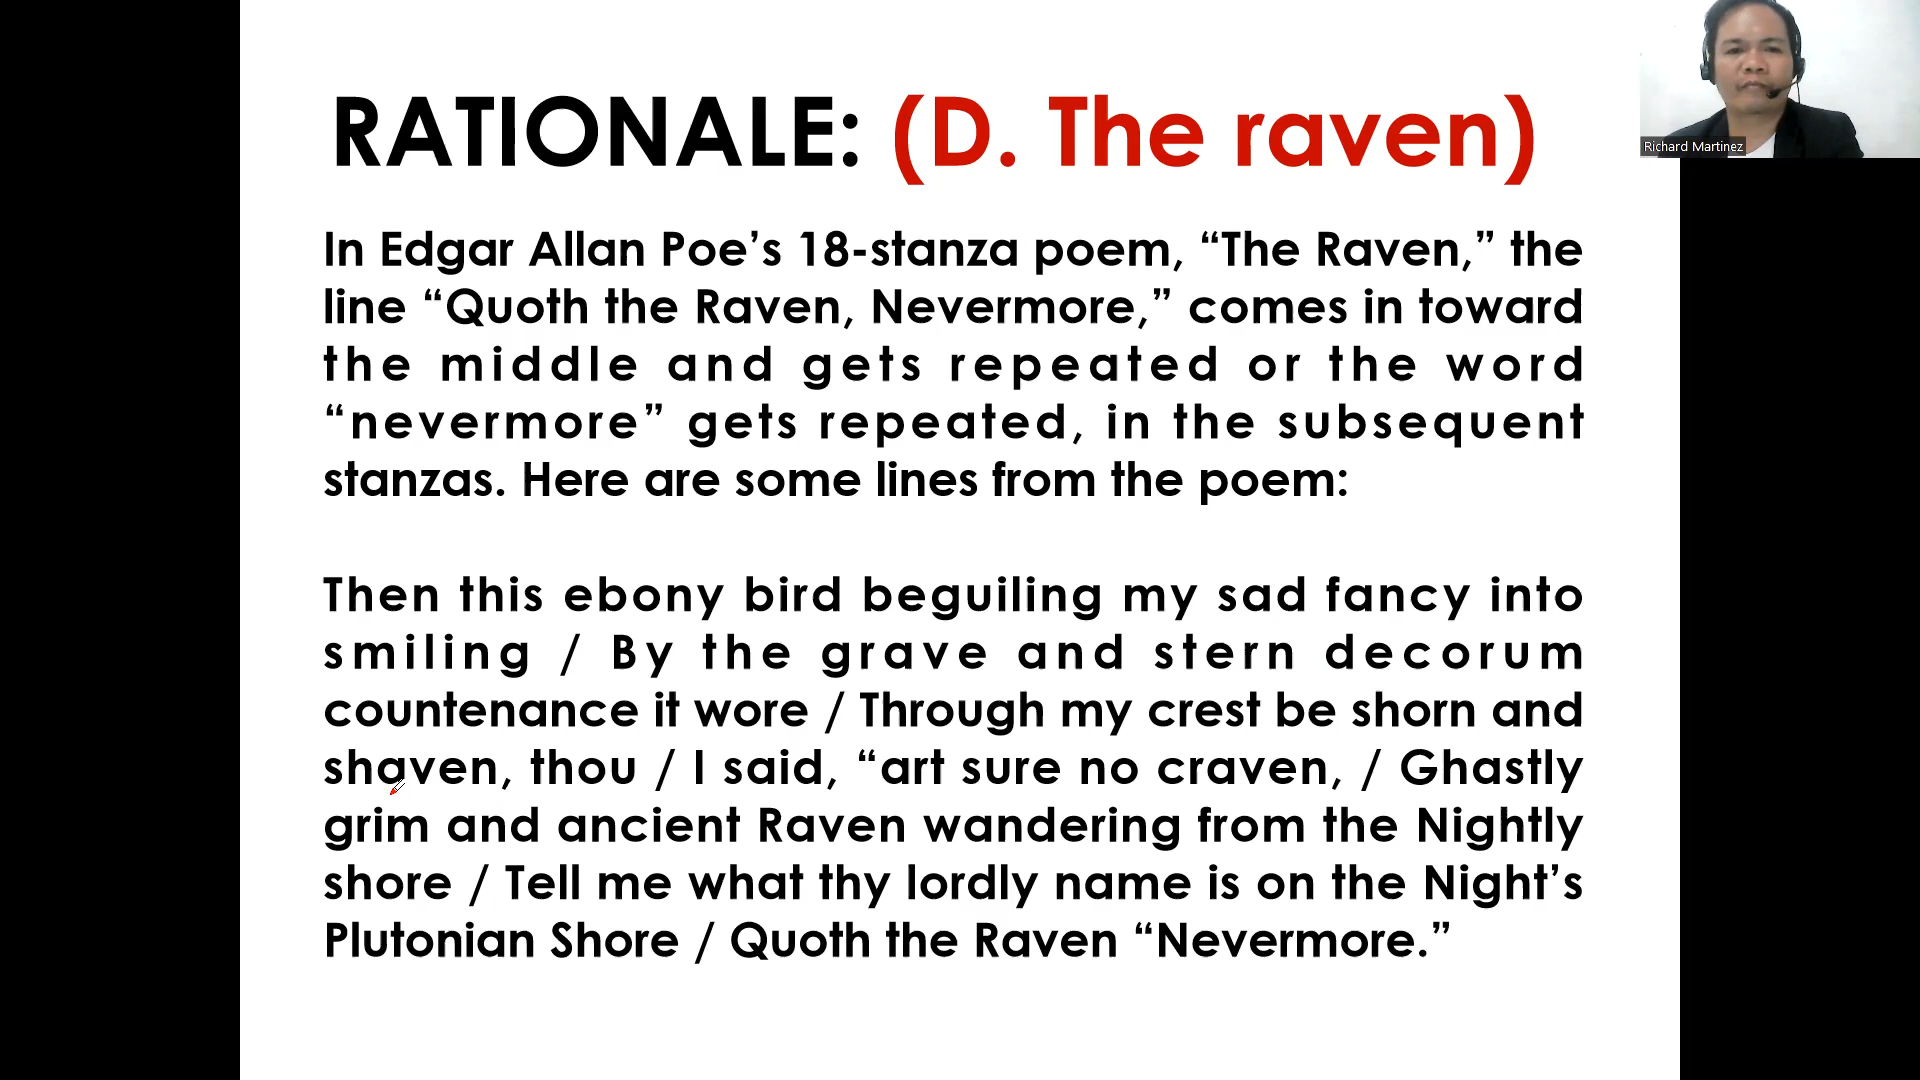 RATIONALE: (D. The raven)
Richard Martinez
In Edgar Allan Poe’s 18-stanza poem, “The Raven,” the
line “Quoth the Raven, Nevermore,” comes in toward
the middle and gets repeated or the word
“nevermore” gets repeated, in the subsequent
stanzas. Here are some lines from the poem:
Then this ebony bird beguiling my sad fancy into
smiling / By the grave and stern decorum
countenance it wore / Through my crest be shorn and
shaven, thou / I said, “art sure no craven, / Ghastly
grim and ancient Raven wandering from the Nightly
shore / Tell me what thy lordly name is on the Night’s
Plutonian Shore / Quoth the Raven “Nevermore.”